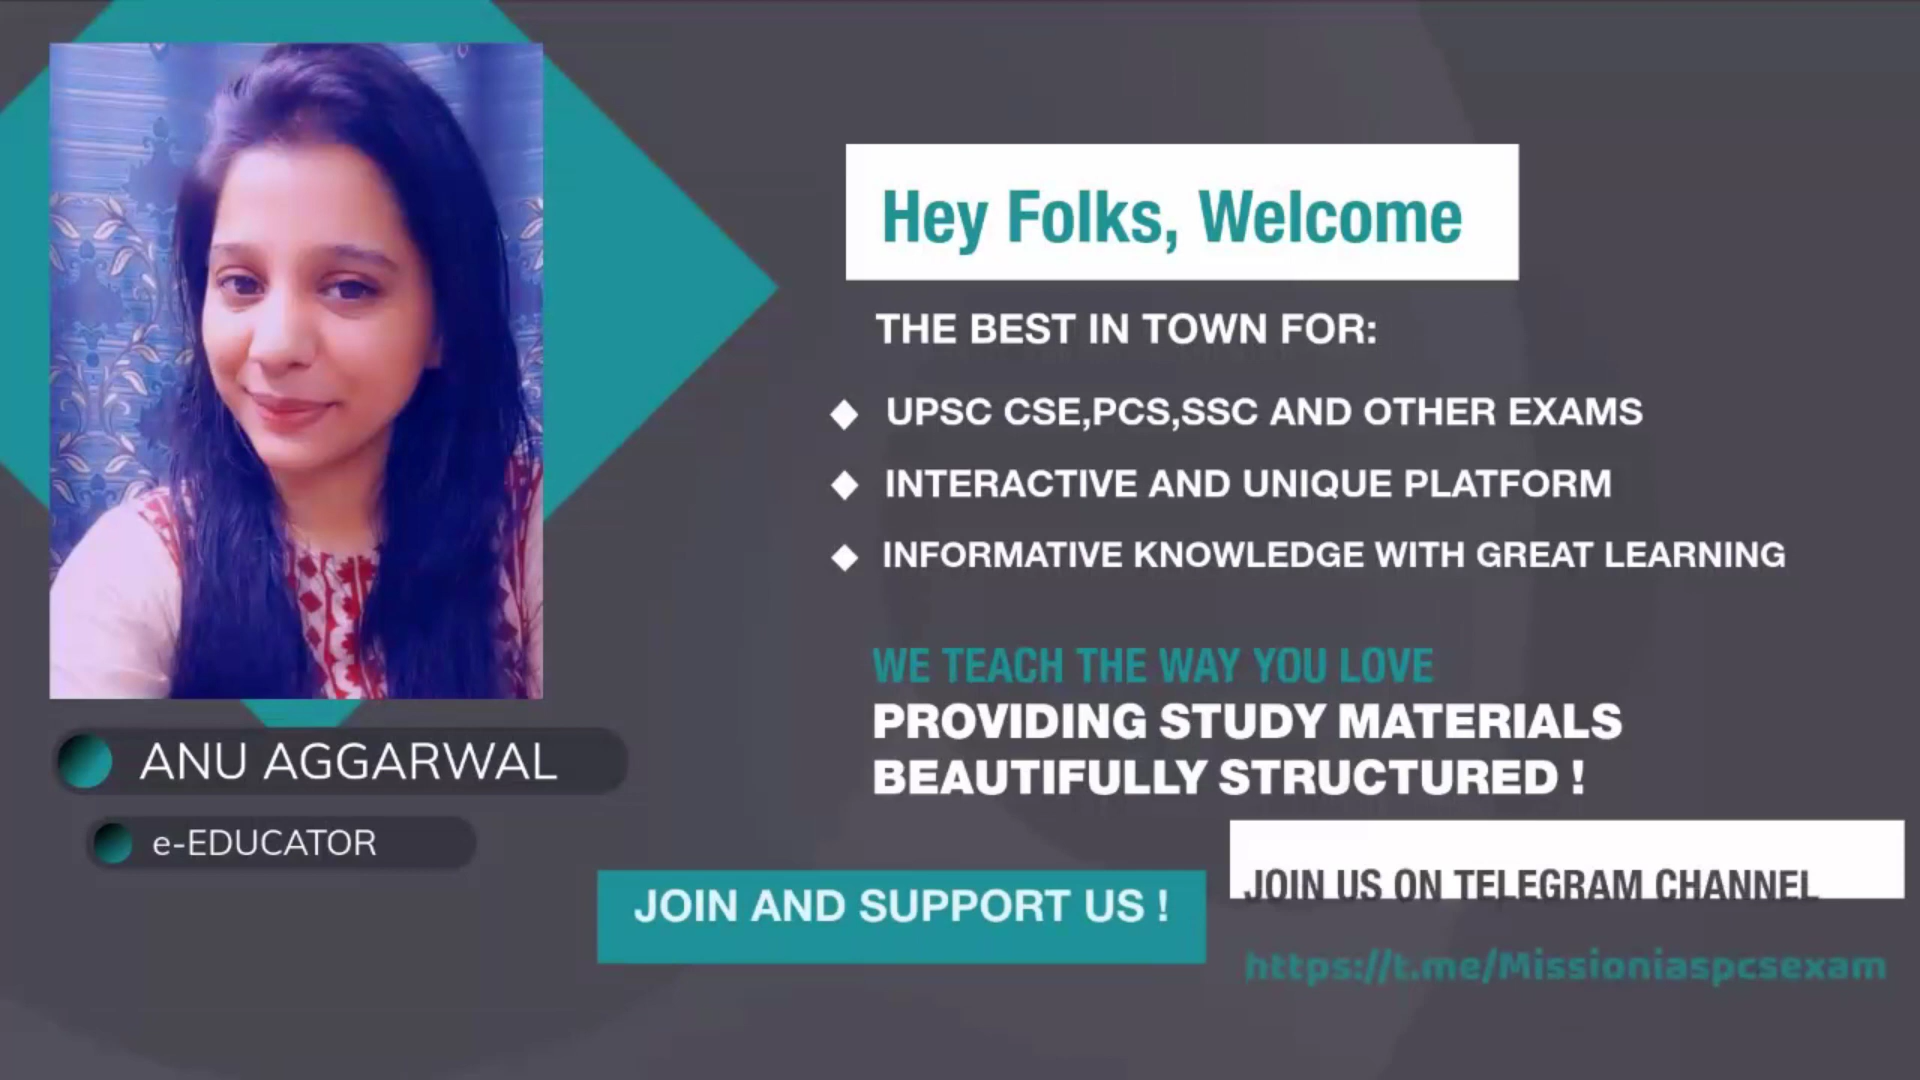 Hey Folks, Welcome
THE BEST IN TOWN FOR:
UPSC CSE,PCS,SSC AND OTHER EXAMS
INTERACTIVE AND UNIQUE PLATFORM
INFORMATIVE KNOWLEDGE WITH GREAT LEARNING
WE TEACH THE WAY YOU LOVE
PROVIDING STUDY MATERIALS
BEAUTIFULLY STRUCTURED !
ANU AGGARWAL
e-EDUCATOR
JOIN AND SUPPORT US !
JOIN US ON TELEGRAM CHANNEL
https://t.me/Missioniaspcsexam